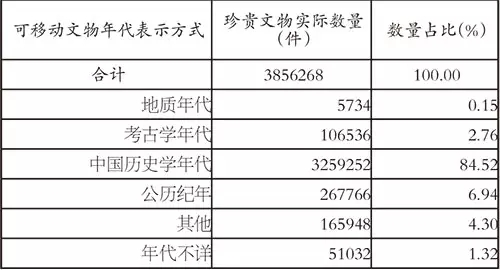 可移动文物年代表示方式 珍贵文物实际数量(件) 数量占比(%)
合计 3856268 100.00
地质年代 5734 0.15
考古学年代 106536 2.76
中国历史学年代 3259252 84.52
公历纪年 267766 6.94
其他 165948 4.30
年代不详 51032 1.32